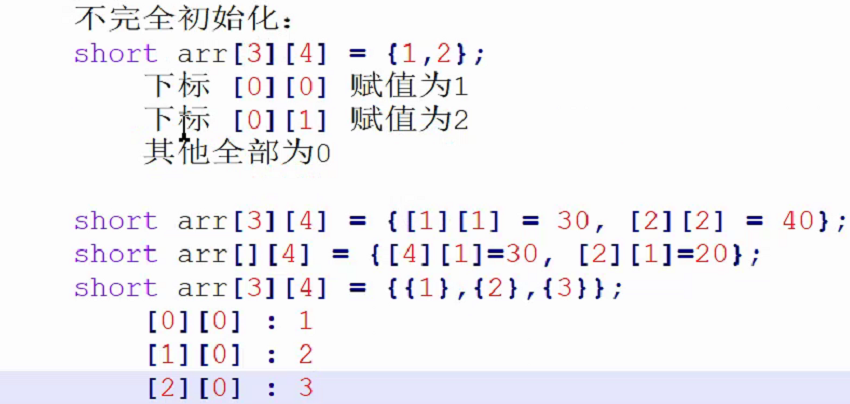 不完全初始化：
short arr[3][4] = {1,2};
下标 [0][0] 赋值为1
下标 [0][1] 赋值为2
其他全部为0
short arr[3][4] = {[1][1] = 30, [2][2] = 40};
short arr[][4] = {[4][1]=30, [2][1]=20};
short arr[3][4] = {{1},{2},{3}};
[0][0] : 1
[1][0] : 2
[2][0] : 3